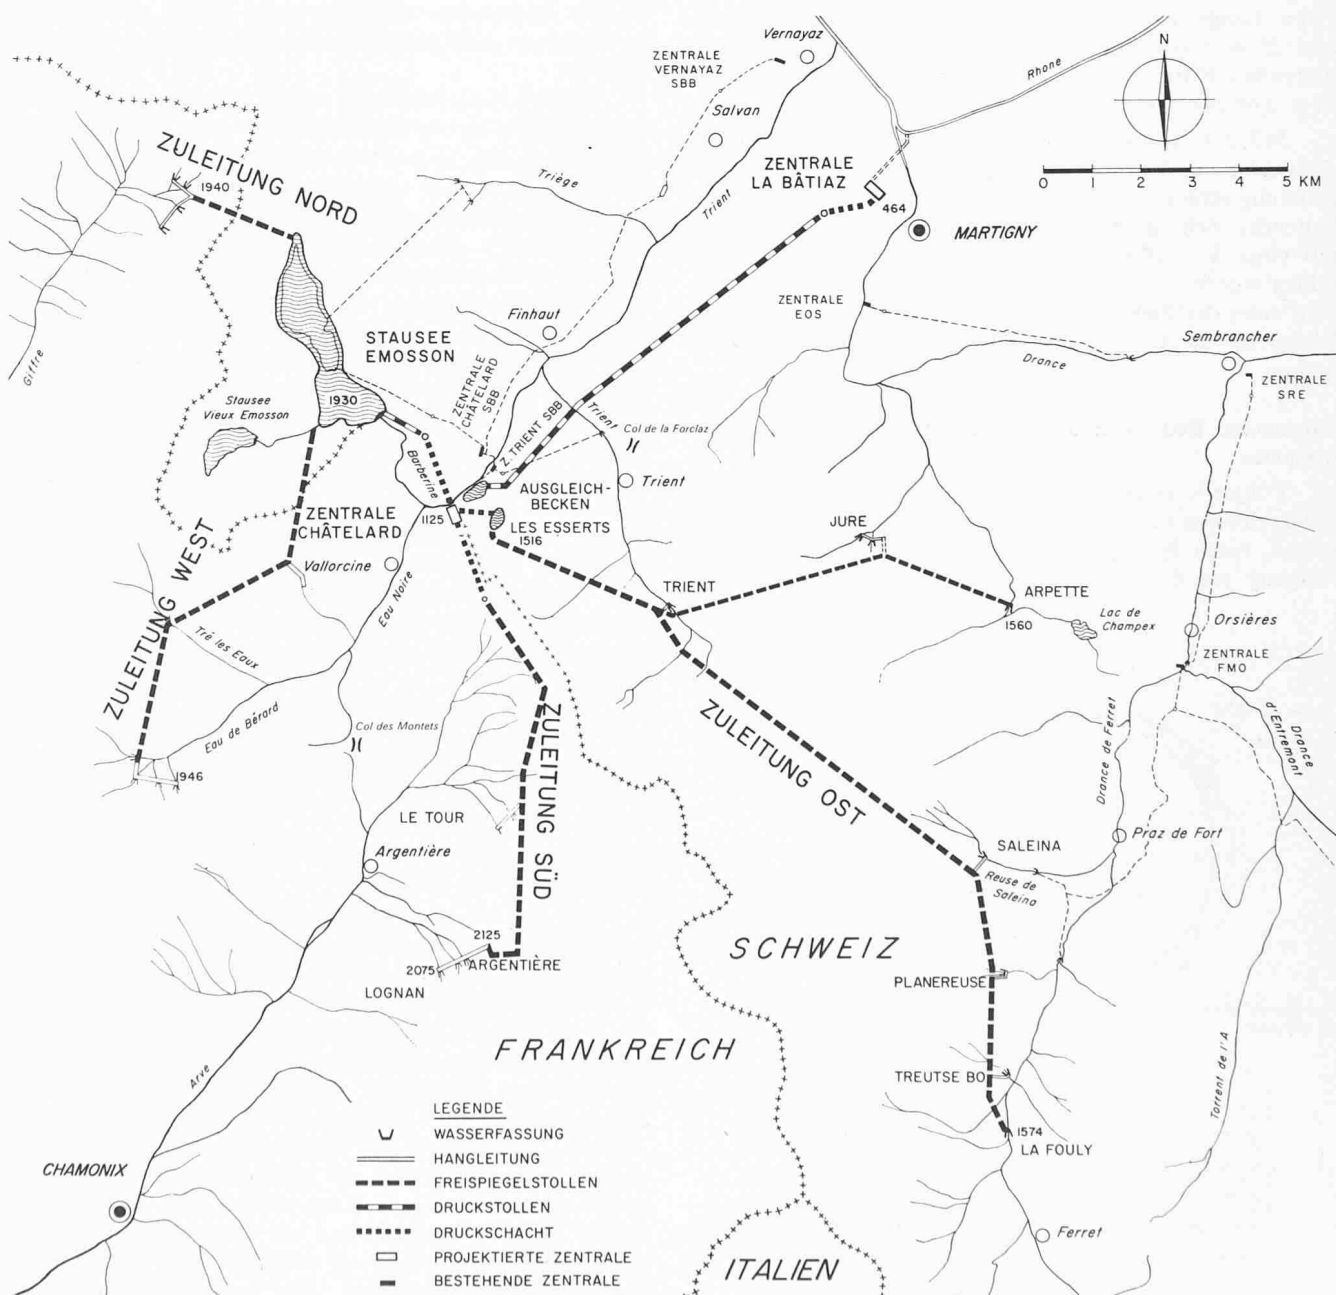 Vernayaz
ZENTRALE
VERNAYAZ
SBB
Salvan
Rhone
N
0 1 2 3 4 5 KM
ZULEITUNG NORD
1940
Triège
Trient
ZENTRALE
LA BÂTIAZ
464
MARTIGNY
Giffre
Finhaut
STAUSEE
EMOSSON
ZENTRALE
EOS
Sembrancher
Drance
ZENTRALE
SRE
1930
Stausee
Vieux Emosson
ZENTRALE
CHÂTELARD
SBB
Z. TRIENT SBB
Trient
Col de la Forclaz
Barberine
Trient
AUSGLEICH-
BECKEN
LES ESSERTS
1516
ZENTRALE
CHÂTELARD
1125
JURE
ZULEITUNG WEST
Vallorcine
Eau Noire
TRIENT
ARPETTE
1560
Lac de
Champex
Orsières
ZENTRALE
FMO
Tré les Eaux
Eau de Bérard
Col des Montets
1946
ZULEITUNG SÜD
ZULEITUNG OST
Drance de Ferret
Drance
d'Entremont
LE TOUR
Argentière
SALEINA
Praz de Fort
Reuse de
Saleina
2125
2075
ARGENTIÈRE
LOGNAN
SCHWEIZ
PLANEREUSE
FRANKREICH
Arve
TREUTSE BO
1574
LA FOULY
Torrent de l'A
CHAMONIX
Ferret
ITALIEN
LEGENDE
WASSERFASSUNG
HANGLEITUNG
FREISPIEGELSTOLLEN
DRUCKSTOLLEN
DRUCKSCHACHT
PROJEKTIERTE ZENTRALE
BESTEHENDE ZENTRALE